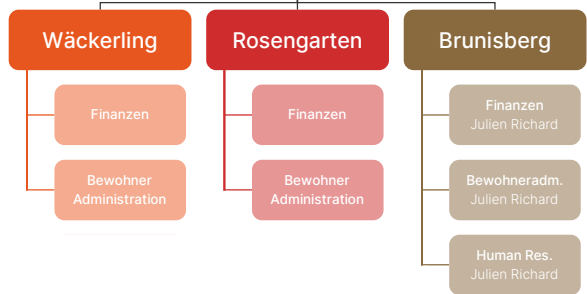 Wäckerling
Rosengarten
Brunisberg
Finanzen
Finanzen
Finanzen
Julien Richard
Bewohner
Administration
Bewohner
Administration
Bewohneradm.
Julien Richard
Human Res.
Julien Richard